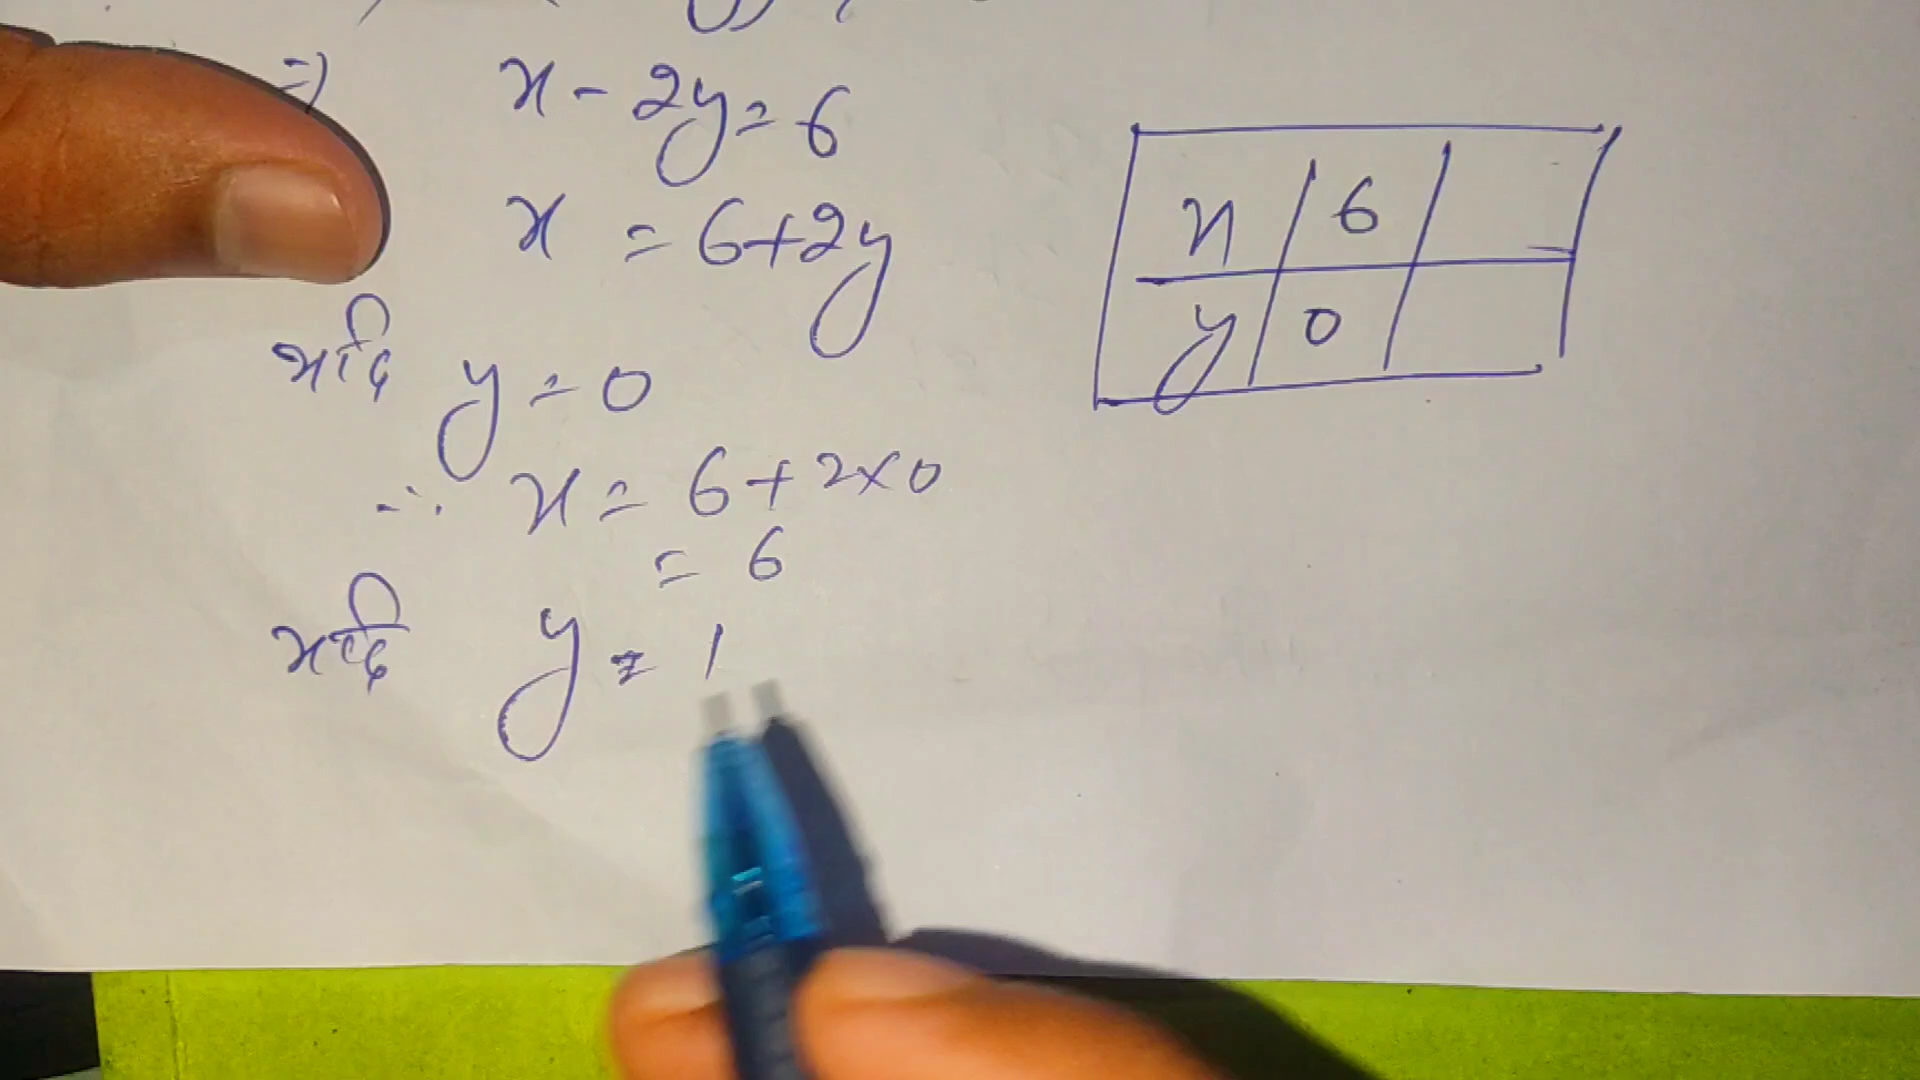 ⇒ x - 2y = 6
x = 6+2y
यदि y = 0
∴ x = 6 + 2×0
= 6
यदि y = 1
x 6
y 0